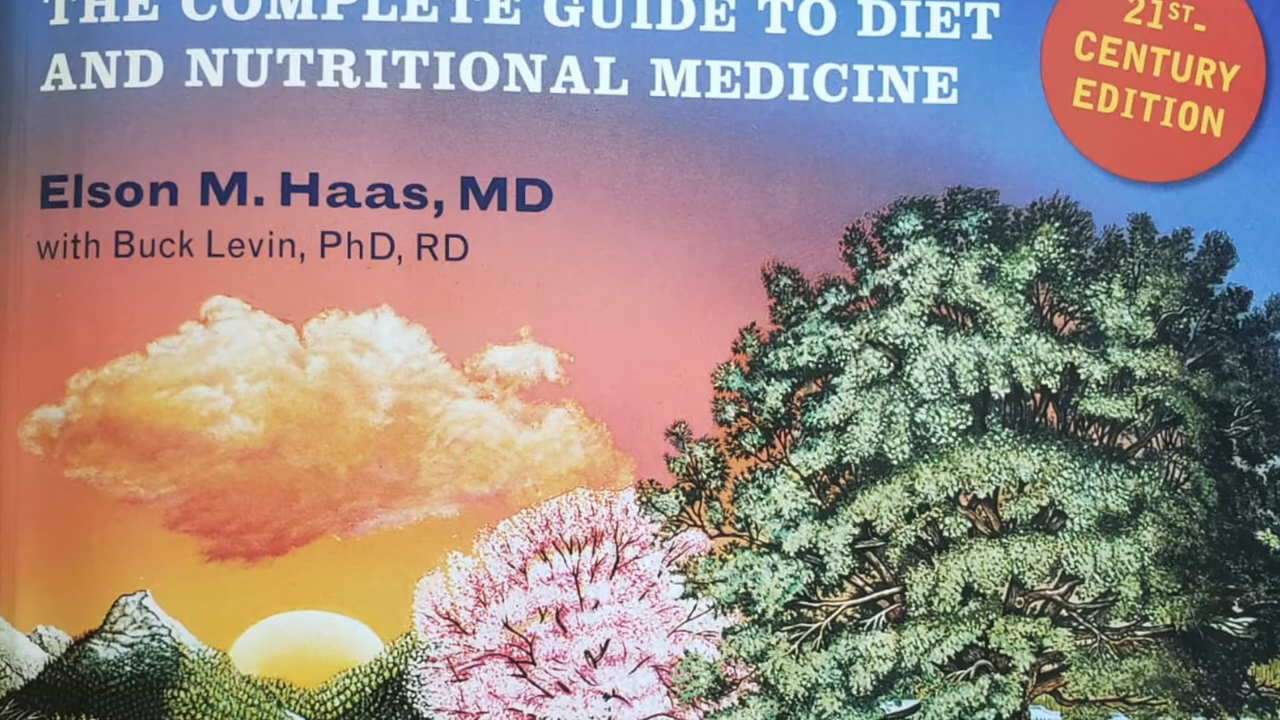 THE COMPLETE GUIDE TO DIET
AND NUTRITIONAL MEDICINE
21ST-
CENTURY
EDITION
Elson M. Haas, MD
with Buck Levin, PhD, RD